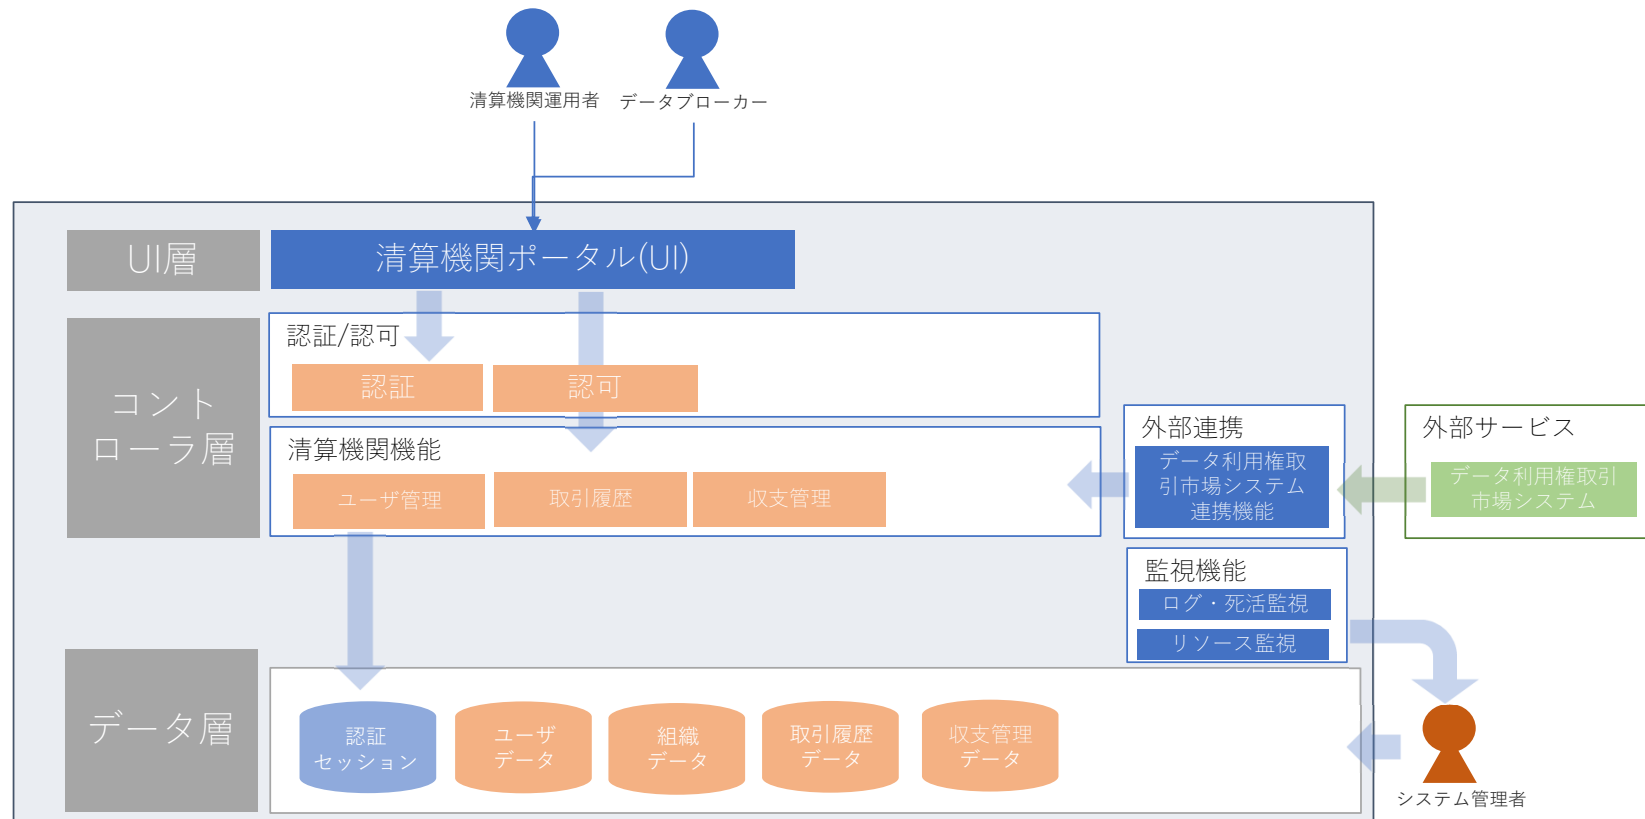 清算機関運用者
データブローカー
UI層
清算機関ポータル(UI)
コント
ローラ層
認証/認可
認証
認可
清算機関機能
ユーザ管理
取引履歴
収支管理
外部連携
データ利用権取
引市場システム
連携機能
外部サービス
データ利用権取引
市場システム
監視機能
ログ・死活監視
リソース監視
データ層
認証
セッション
ユーザ
データ
組織
データ
取引履歴
データ
収支管理
データ
システム管理者